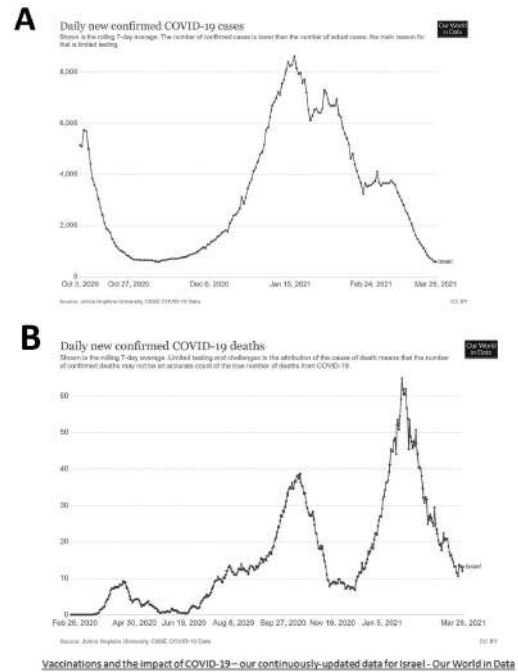 A
Daily new confirmed COVID-19 cases
Shown is the rolling 7-day average. The number of confirmed cases is lower than the number of actual cases; the main reason for
that is limited testing.
Our World
in Data
8,000
6,000
4,000
2,000
0
Israel
Oct 3, 2020 Oct 27, 2020 Dec 6, 2020 Jan 15, 2021 Feb 24, 2021 Mar 28, 2021
Source: Johns Hopkins University CSSE COVID-19 Data
CC BY
B
Daily new confirmed COVID-19 deaths
Shown is the rolling 7-day average. Limited testing and challenges in the attribution of the cause of death means that the number
of confirmed deaths may not be an accurate count of the true number of deaths from COVID-19.
Our World
in Data
60
50
40
30
20
10
0
Israel
Feb 26, 2020 Apr 30, 2020 Jun 19, 2020 Aug 8, 2020 Sep 27, 2020 Nov 16, 2020 Jan 5, 2021 Mar 28, 2021
Source: Johns Hopkins University CSSE COVID-19 Data
CC BY
Vaccinations and the impact of COVID-19 – our continuously-updated data for Israel - Our World in Data